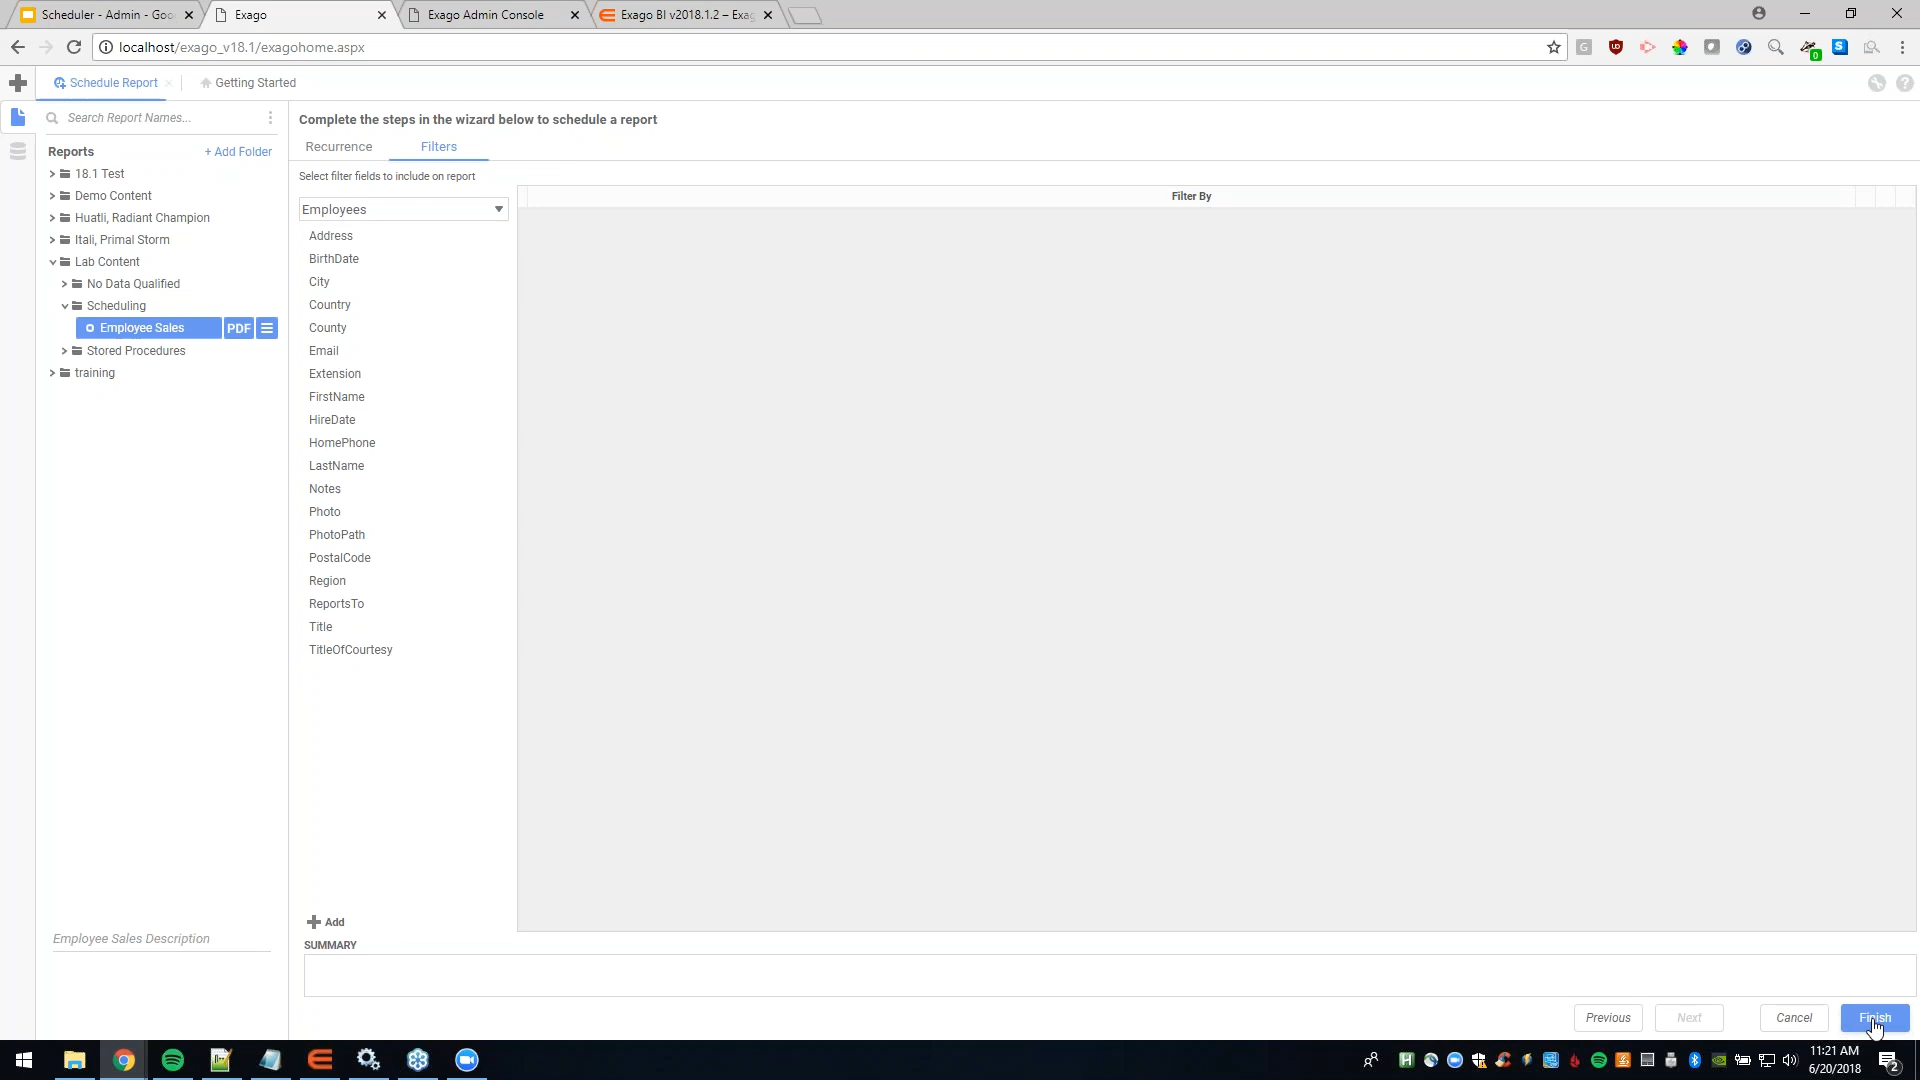 Scheduler - Admin - Goo
Exago
Exago Admin Console
Exago BI v2018.1.2 – Exag
localhost/exago_v18.1/exagohome.aspx
Schedule Report
Getting Started
Search Report Names...
Complete the steps in the wizard below to schedule a report
Reports
+ Add Folder
Recurrence
Filters
18.1 Test
Demo Content
Huatli, Radiant Champion
Itali, Primal Storm
Lab Content
No Data Qualified
Scheduling
Employee Sales
PDF
Stored Procedures
training
Select filter fields to include on report
Employees
Filter By
Address
BirthDate
City
Country
County
Email
Extension
FirstName
HireDate
HomePhone
LastName
Notes
Photo
PhotoPath
PostalCode
Region
ReportsTo
Title
TitleOfCourtesy
Add
SUMMARY
Employee Sales Description
Previous
Next
Cancel
Finish
11:21 AM
6/20/2018
2